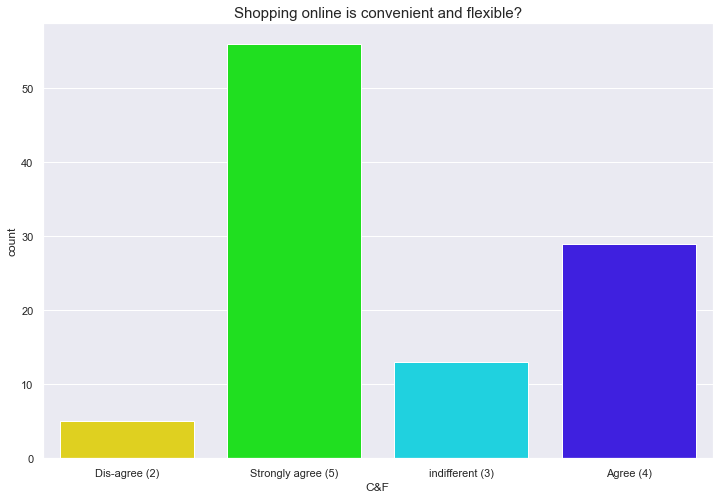 Shopping online is convenient and flexible?
count
50
40
30
20
10
0
Dis-agree (2)
Strongly agree (5)
indifferent (3)
Agree (4)
C&F